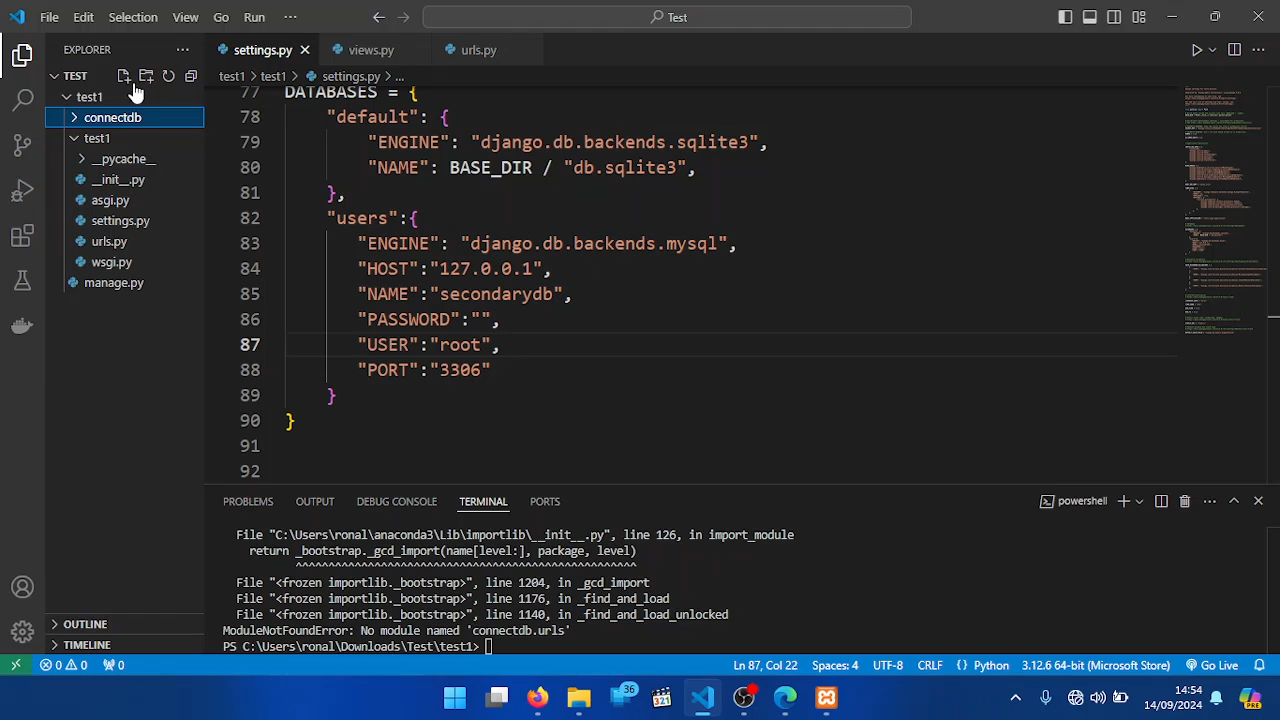 File Edit Selection View Go Run ··· Test
EXPLORER ···
settings.py
views.py
urls.py
TEST
test1 > test1 > settings.py > ...
test1
connectdb
test1
__pycache__
__init__.py
asgi.py
settings.py
urls.py
wsgi.py
manage.py
77 DATABASES = {
78 "default": {
79 "ENGINE": "django.db.backends.sqlite3",
80 "NAME": BASE_DIR / "db.sqlite3",
81 },
82 "users":{
83 "ENGINE": "django.db.backends.mysql",
84 "HOST":"127.0.0.1",
85 "NAME":"secondarydb",
86 "PASSWORD":"",
87 "USER":"root",
88 "PORT":"3306"
89 }
90 }
91
92
PROBLEMS OUTPUT DEBUG CONSOLE TERMINAL PORTS powershell
File "C:\Users\ronal\anaconda3\Lib\importlib\__init__.py", line 126, in import_module
return _bootstrap._gcd_import(name[level:], package, level)
^^^^^^^^^^^^^^^^^^^^^^^^^^^^^^^^^^^^^^^^^^^^^^^^^^^^
File "<frozen importlib._bootstrap>", line 1204, in _gcd_import
File "<frozen importlib._bootstrap>", line 1176, in _find_and_load
File "<frozen importlib._bootstrap>", line 1140, in _find_and_load_unlocked
ModuleNotFoundError: No module named 'connectdb.urls'
PS C:\Users\ronal\Downloads\Test\test1>
OUTLINE
TIMELINE
0 0 0 Ln 87, Col 22 Spaces: 4 UTF-8 CRLF {} Python 3.12.6 64-bit (Microsoft Store) Go Live
36
321
14:54
14/09/2024
PRE